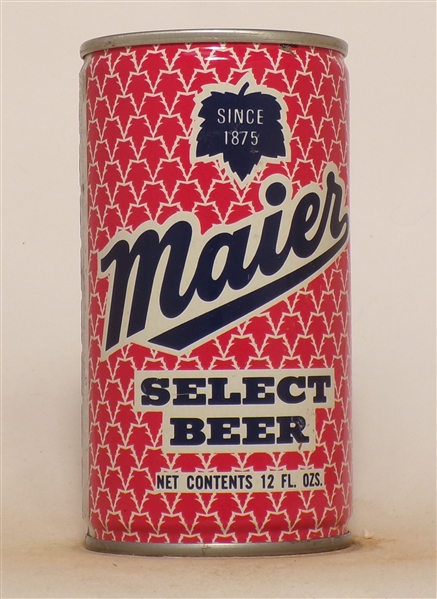 SINCE
1875
Maier
SELECT
BEER
NET CONTENTS 12 FL. OZS.